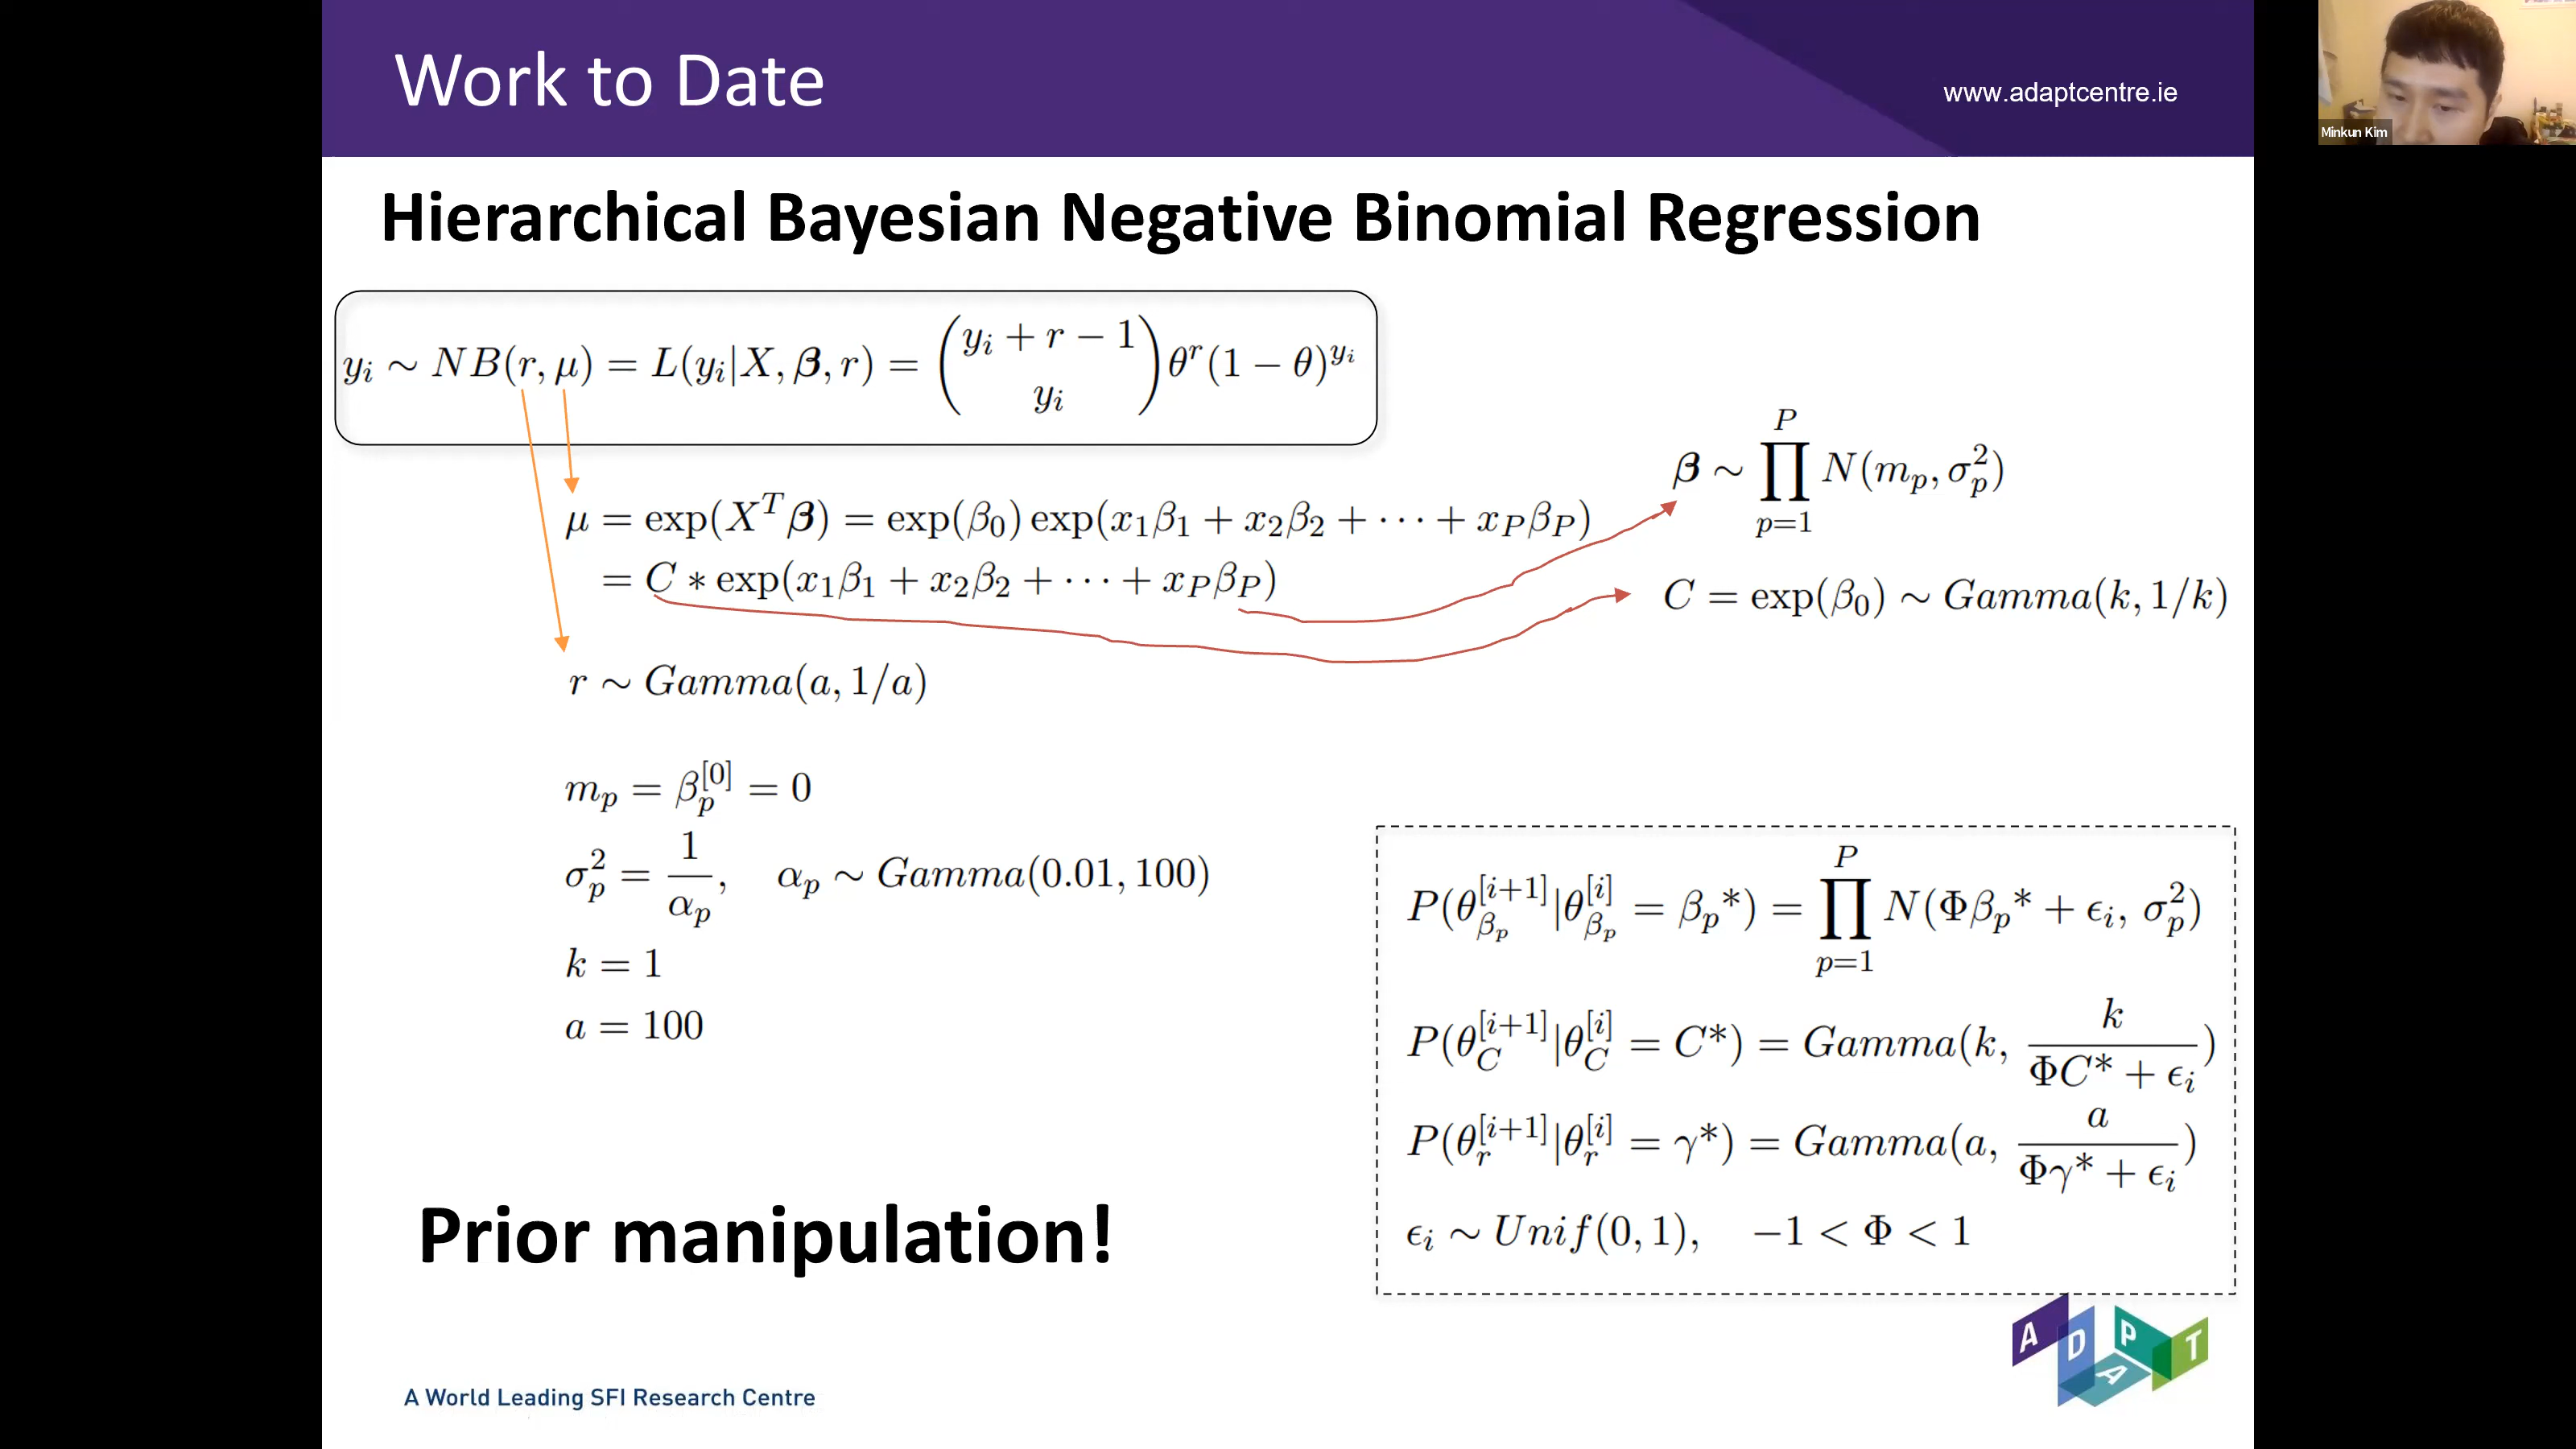 Work to Date
www.adaptcentre.ie
Minkun Kim
Hierarchical Bayesian Negative Binomial Regression
y_i ∼ NB(r, μ) = L(y_i|X, β, r) = \binom{y_i + r − 1}{y_i} θ^r (1 − θ)^{y_i}
μ = exp(X^T β) = exp(β_0) exp(x_1β_1 + x_2β_2 + ··· + x_Pβ_P)
= C ∗ exp(x_1β_1 + x_2β_2 + ··· + x_Pβ_P)
β ∼ ∏_{p=1}^{P} N(m_p, σ_p^2)
C = exp(β_0) ∼ Gamma(k, 1/k)
r ∼ Gamma(a, 1/a)
m_p = β_p^{[0]} = 0
σ_p^2 = \frac{1}{α_p}, α_p ∼ Gamma(0.01, 100)
k = 1
a = 100
P(θ_{β_p}^{[i+1]}|θ_{β_p}^{[i]} = β_p*) = ∏_{p=1}^{P} N(Φβ_p* + ϵ_i, σ_p^2)
P(θ_C^{[i+1]}|θ_C^{[i]} = C*) = Gamma(k, \frac{k}{ΦC* + ϵ_i})
P(θ_r^{[i+1]}|θ_r^{[i]} = γ*) = Gamma(a, \frac{a}{Φγ* + ϵ_i})
ϵ_i ∼ Unif(0, 1), −1 < Φ < 1
Prior manipulation!
A World Leading SFI Research Centre
ADAPT